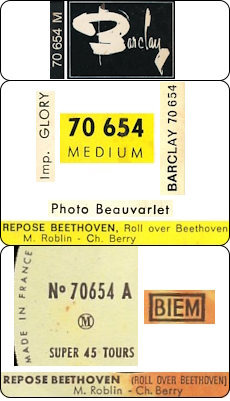 70 654 M
Barclay
Imp. GLORY
70 654
MEDIUM
BARCLAY 70 654
Photo Beauvarlet
REPOSE BEETHOVEN, Roll over Beethoven
M. Roblin - Ch. Berry
MADE IN FRANCE
Nº 70654 A
M
SUPER 45 TOURS
BIEM
REPOSE BEETHOVEN (ROLL OVER BEETHOVEN)
M. Roblin - Ch. Berry